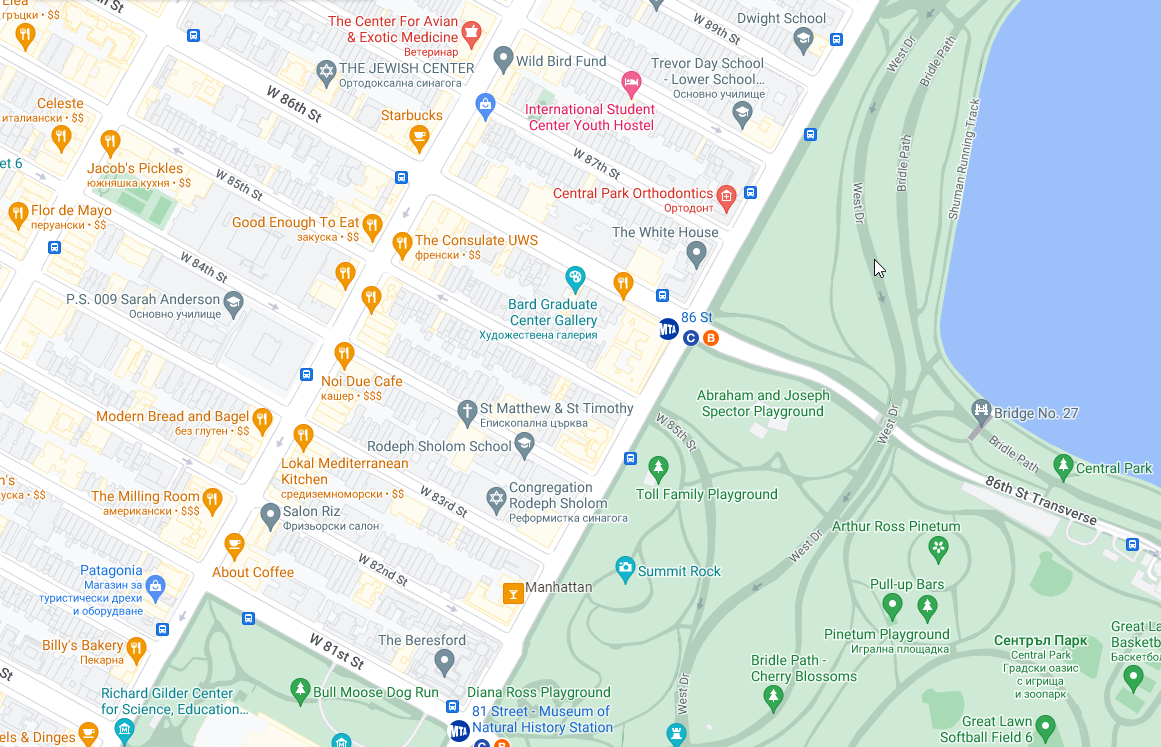 Elea
гръцки • $$
The Center For Avian
& Exotic Medicine
Ветеринар
Dwight School
W 89th St
West Dr
Bridle Path
THE JEWISH CENTER
Ортодоксална синагога
Wild Bird Fund
Trevor Day School
- Lower School...
Основно училище
W 86th St
International Student
Center Youth Hostel
Celeste
италиански • $$
Starbucks
Jacob's Pickles
южняшка кухня • $$
et 6
W 87th St
Bridle Path
Shuman Running Track
W 85th St
Central Park Orthodontics
Ортодонт
West Dr
Flor de Mayo
перуански • $$
Good Enough To Eat
закуска • $$
The Consulate UWS
френски • $$
The White House
W 84th St
P.S. 009 Sarah Anderson
Основно училище
Bard Graduate
Center Gallery
Художествена галерия
86 St
MTA
C B
Noi Due Cafe
кашер • $$$
Abraham and Joseph
Spector Playground
Modern Bread and Bagel
без глутен • $$
St Matthew & St Timothy
Епископална църква
W 85th St
West Dr
Bridge No. 27
Rodeph Sholom School
Bridle Path
Lokal Mediterranean
Kitchen
средиземноморски • $$
Central Park
n's
куска • $$
The Milling Room
американски • $$$
W 83rd St
Congregation
Rodeph Sholom
Реформистка синагога
Toll Family Playground
86th St Transverse
Salon Riz
Фризьорски салон
Arthur Ross Pinetum
West Dr
About Coffee
W 82nd St
Summit Rock
Patagonia
Магазин за
туристически дрехи
и оборудване
Manhattan
Pull-up Bars
Pinetum Playground
Игрална площадка
Billy's Bakery
Пекарна
W 81st St
The Beresford
Сентръл Парк
Central Park
Градски оазис
с игрища
и зоопарк
Great La
Basketb
Баскетбол
Bridle Path -
Cherry Blossoms
St
Richard Gilder Center
for Science, Education...
Bull Moose Dog Run
Diana Ross Playground
West Dr
81 Street - Museum of
Natural History Station
MTA
C B
els & Dinges
Great Lawn
Softball Field 6